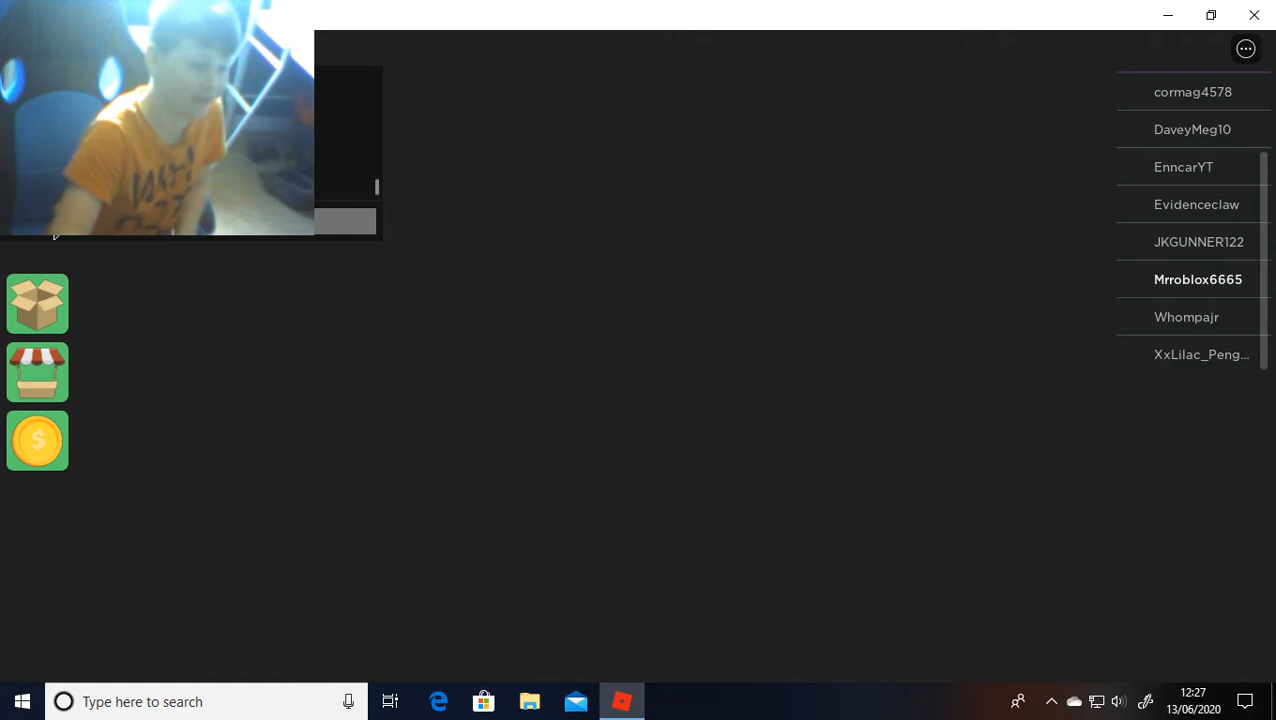 cormag4578
DaveyMeg10
EnncarYT
Evidenceclaw
JKGUNNER122
Mrroblox6665
Whompajr
XxLilac_Peng...
$
Type here to search
12:27
13/06/2020